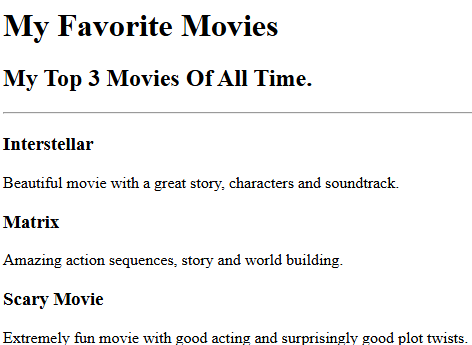 My Favorite Movies
My Top 3 Movies Of All Time.
Interstellar
Beautiful movie with a great story, characters and soundtrack.
Matrix
Amazing action sequences, story and world building.
Scary Movie
Extremely fun movie with good acting and surprisingly good plot twists.